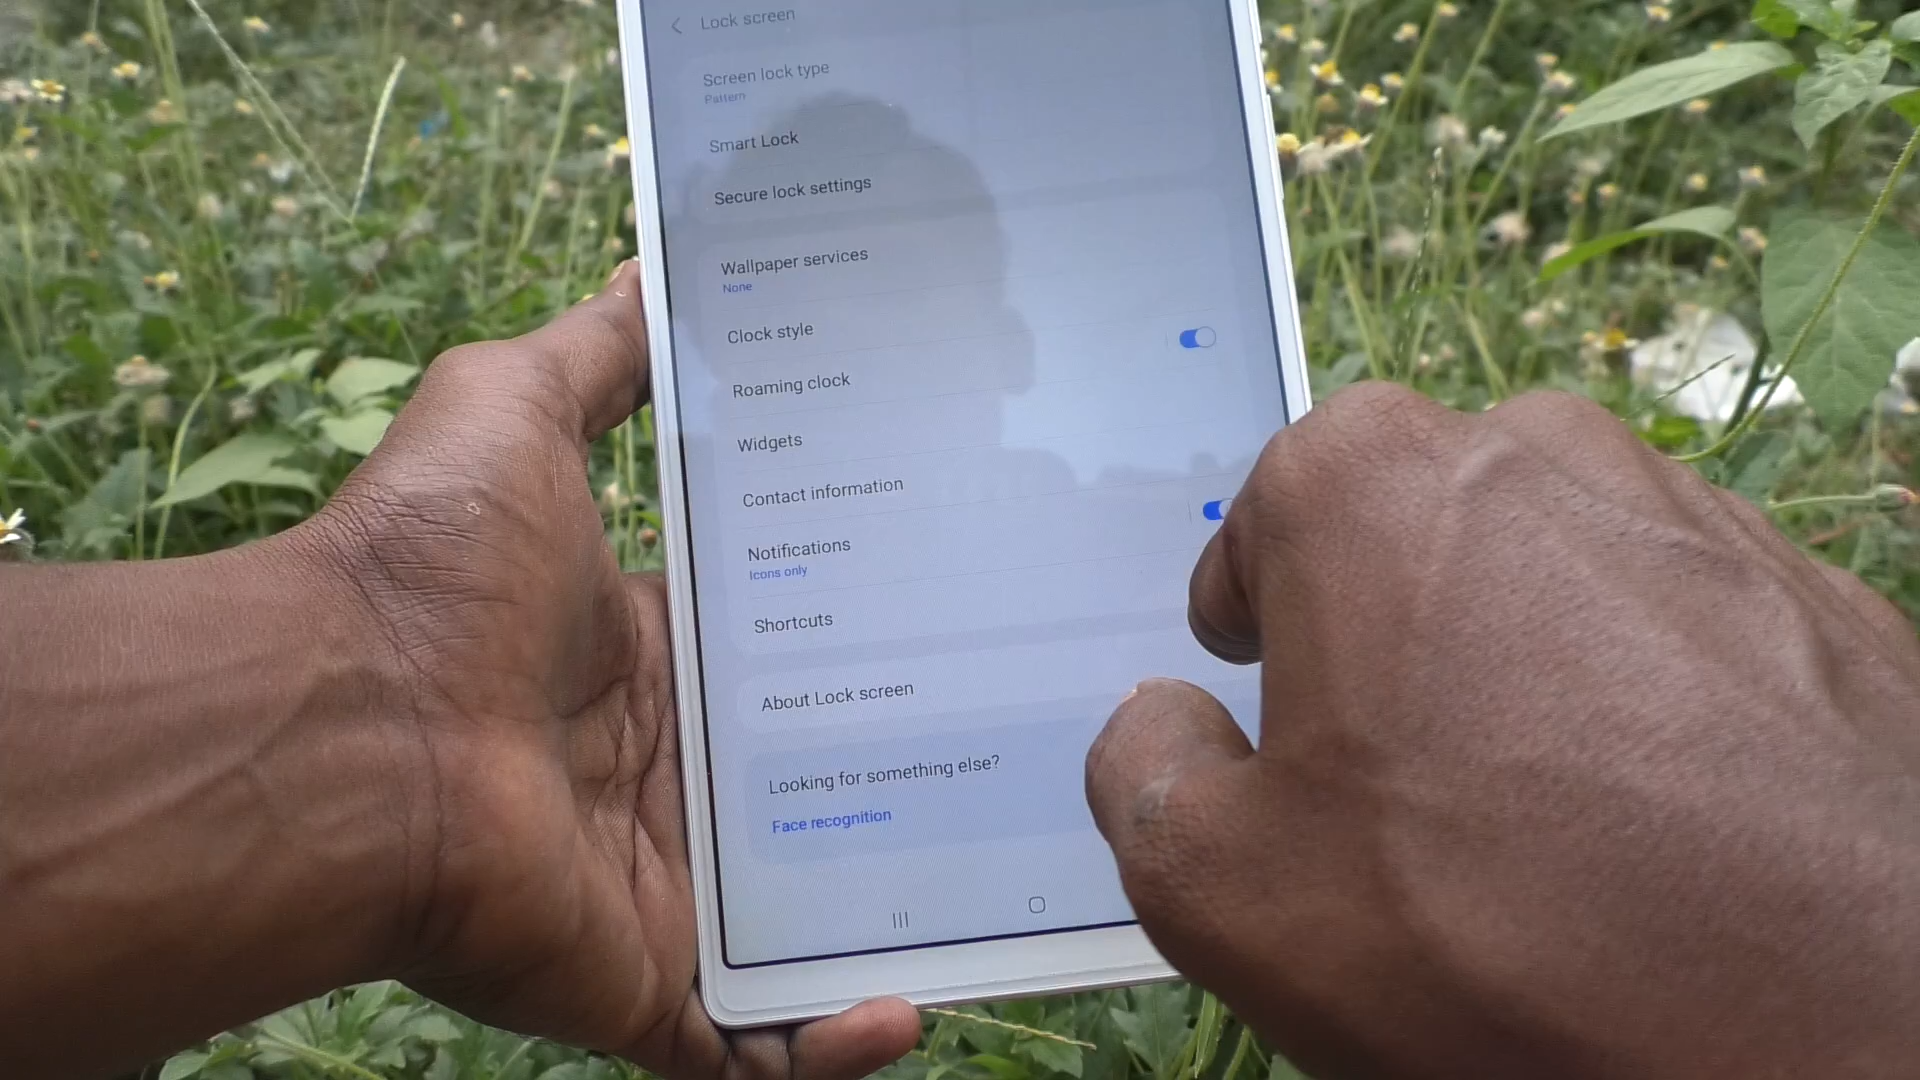 Lock screen
Screen lock type
Pattern
Smart Lock
Secure lock settings
Wallpaper services
None
Clock style
Roaming clock
Widgets
Contact information
Notifications
Icons only
Shortcuts
About Lock screen
Looking for something else?
Face recognition